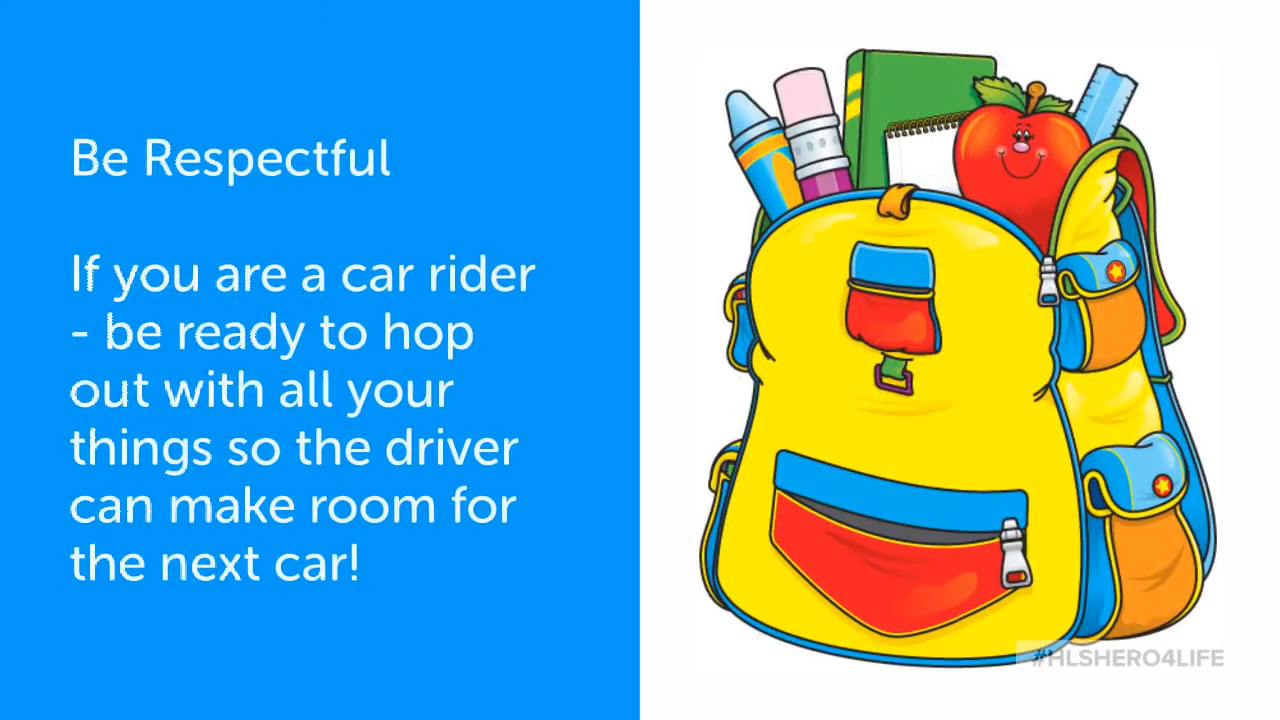 Be Respectful
If you are a car rider
- be ready to hop
out with all your
things so the driver
can make room for
the next car!
#HLSHERO4LIFE